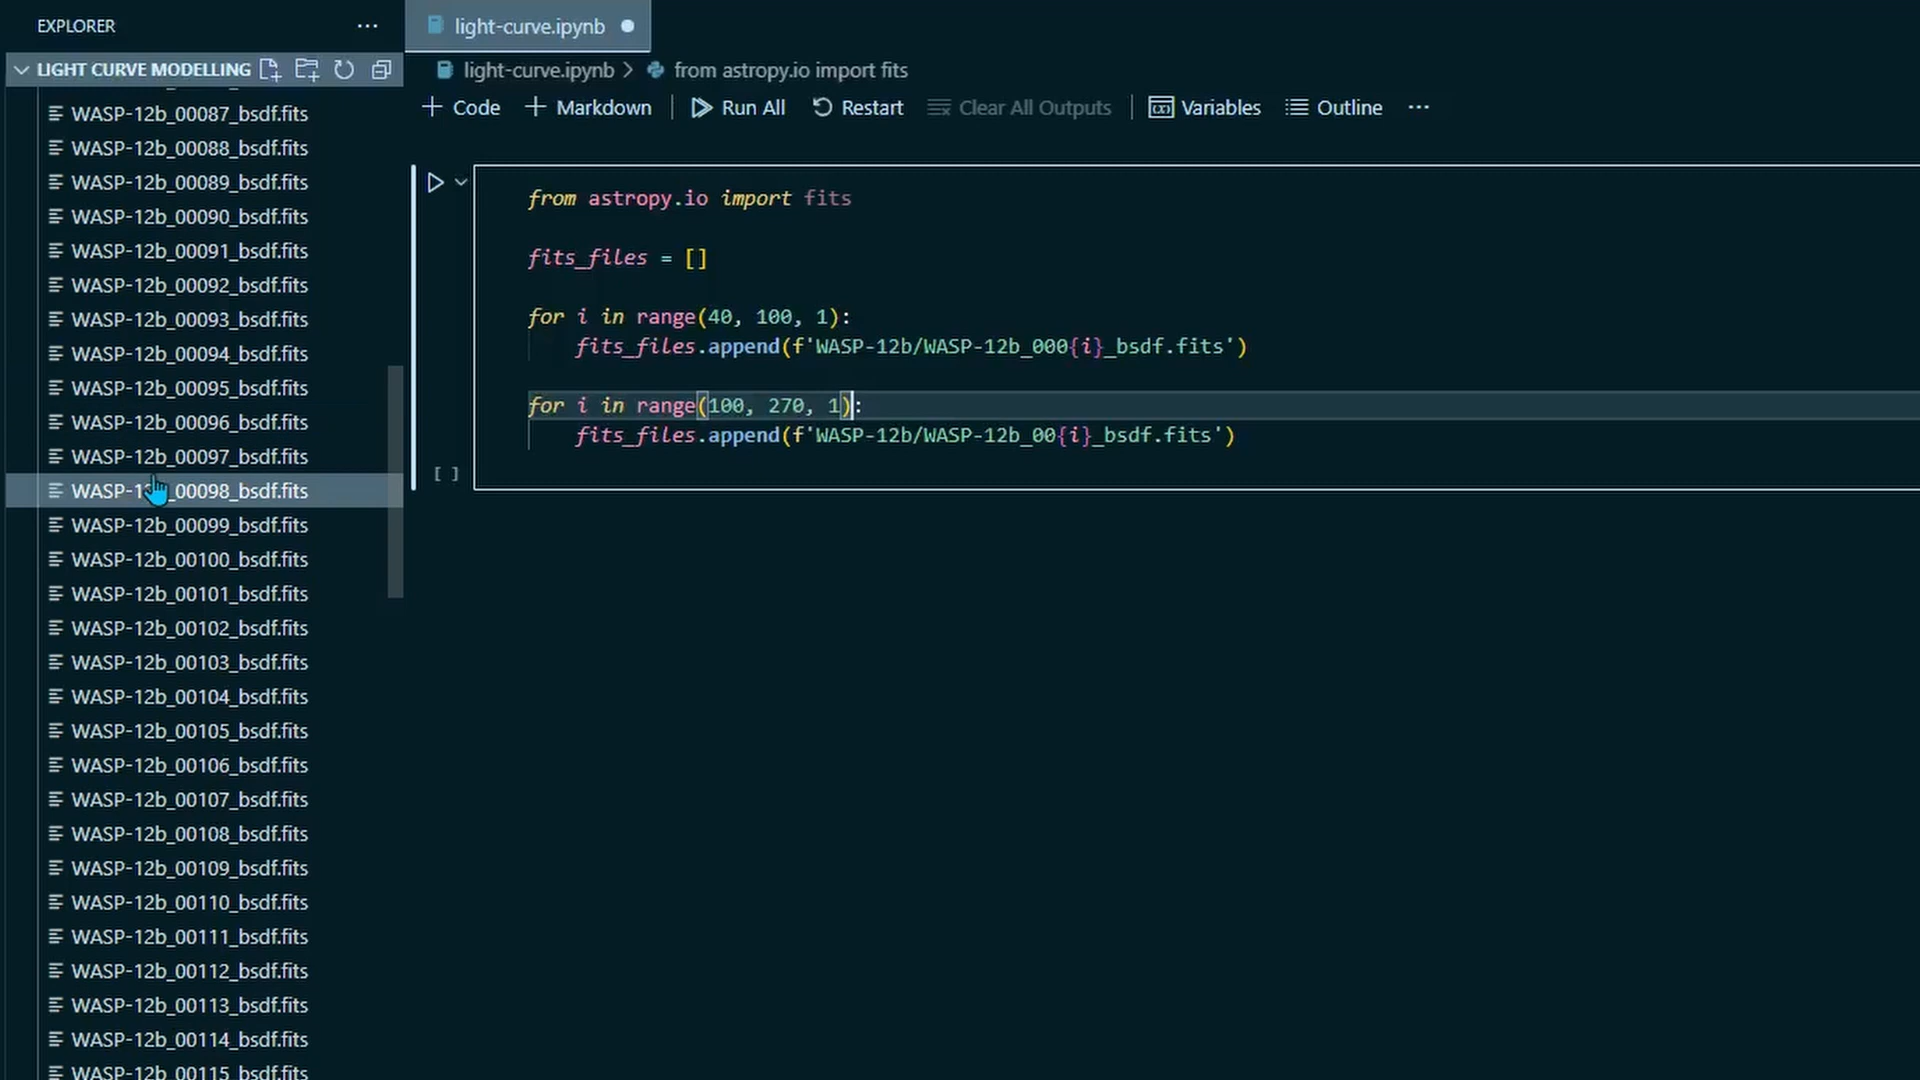 EXPLORER
LIGHT CURVE MODELLING
WASP-12b_00087_bsdf.fits
WASP-12b_00088_bsdf.fits
WASP-12b_00089_bsdf.fits
WASP-12b_00090_bsdf.fits
WASP-12b_00091_bsdf.fits
WASP-12b_00092_bsdf.fits
WASP-12b_00093_bsdf.fits
WASP-12b_00094_bsdf.fits
WASP-12b_00095_bsdf.fits
WASP-12b_00096_bsdf.fits
WASP-12b_00097_bsdf.fits
WASP-12b_00098_bsdf.fits
WASP-12b_00099_bsdf.fits
WASP-12b_00100_bsdf.fits
WASP-12b_00101_bsdf.fits
WASP-12b_00102_bsdf.fits
WASP-12b_00103_bsdf.fits
WASP-12b_00104_bsdf.fits
WASP-12b_00105_bsdf.fits
WASP-12b_00106_bsdf.fits
WASP-12b_00107_bsdf.fits
WASP-12b_00108_bsdf.fits
WASP-12b_00109_bsdf.fits
WASP-12b_00110_bsdf.fits
WASP-12b_00111_bsdf.fits
WASP-12b_00112_bsdf.fits
WASP-12b_00113_bsdf.fits
WASP-12b_00114_bsdf.fits
WASP-12b_00115_bsdf.fits
light-curve.ipynb
light-curve.ipynb > from astropy.io import fits
+ Code + Markdown Run All Restart Clear All Outputs Variables Outline ...
from astropy.io import fits
fits_files = []
for i in range(40, 100, 1):
fits_files.append(f'WASP-12b/WASP-12b_000{i}_bsdf.fits')
for i in range(100, 270, 1):
fits_files.append(f'WASP-12b/WASP-12b_00{i}_bsdf.fits')
[ ]